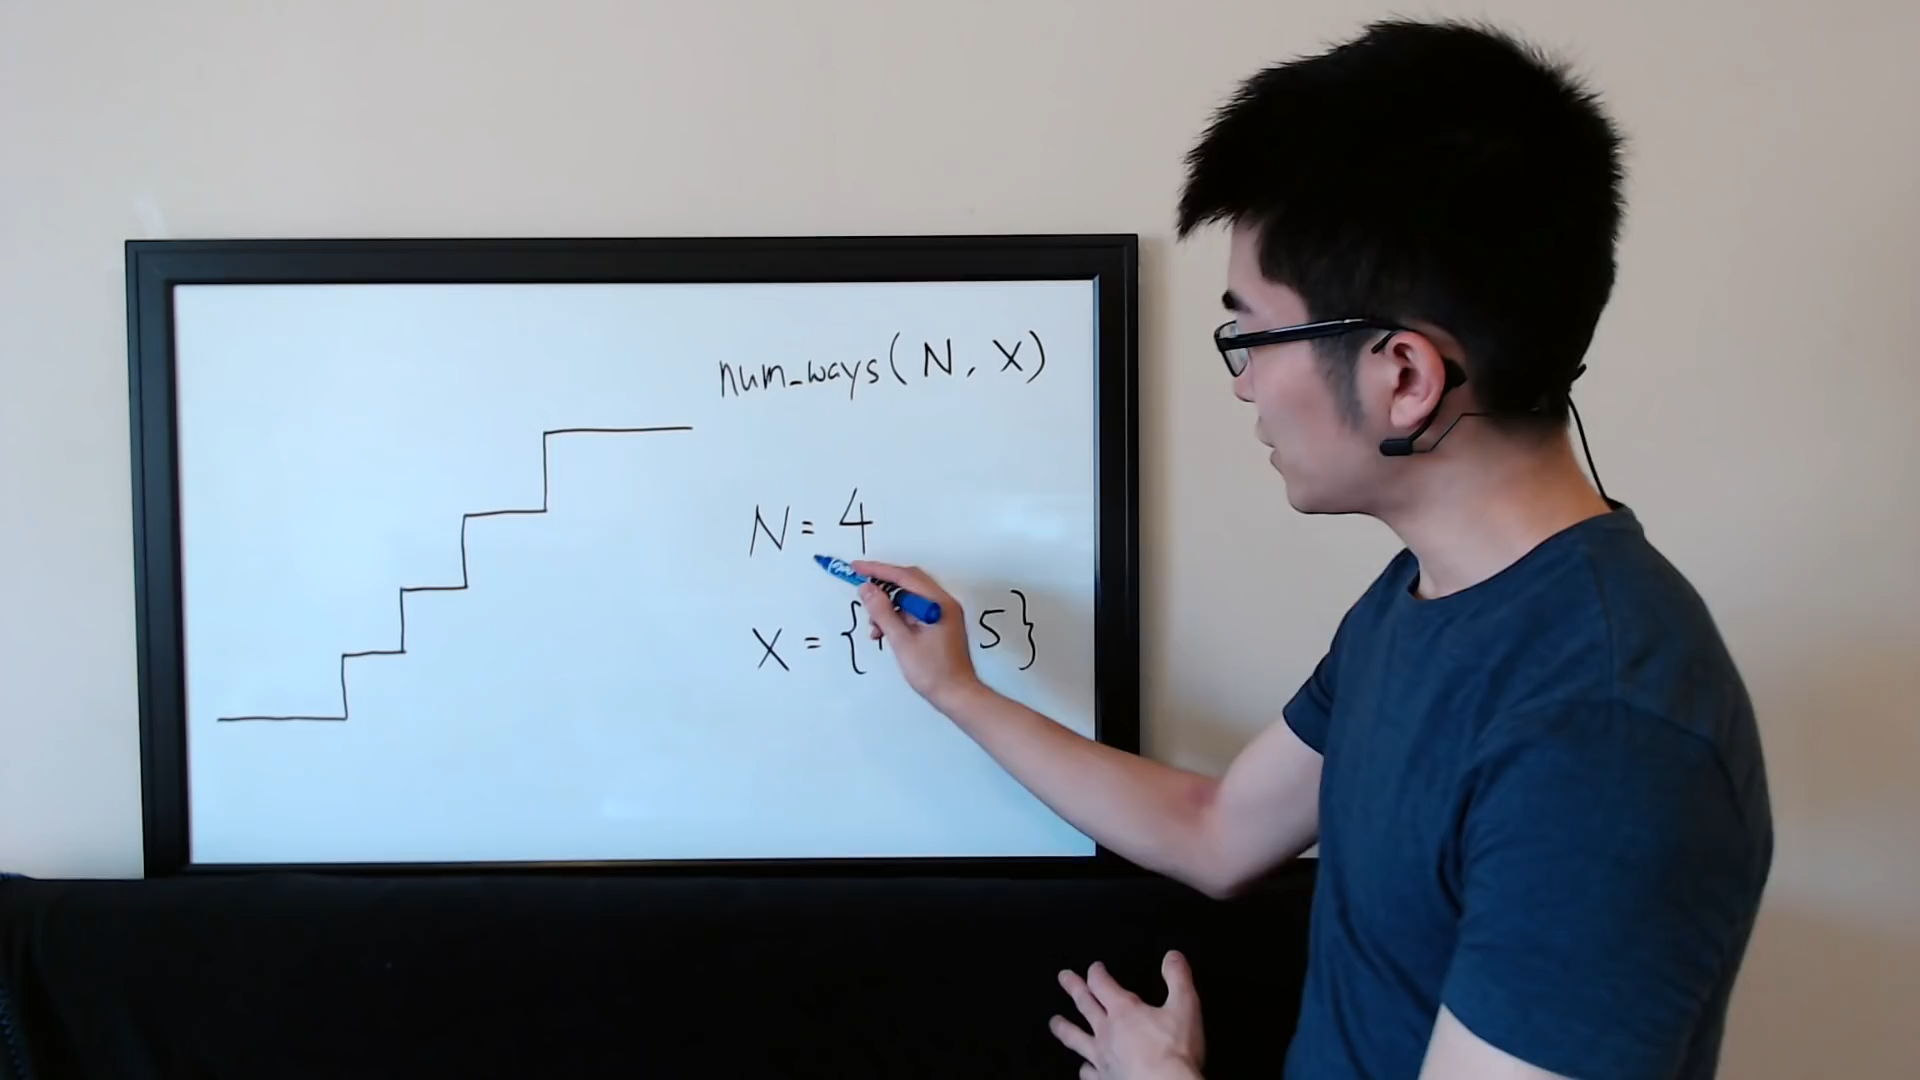 num_ways(N, X)
N = 4
X = { 5}